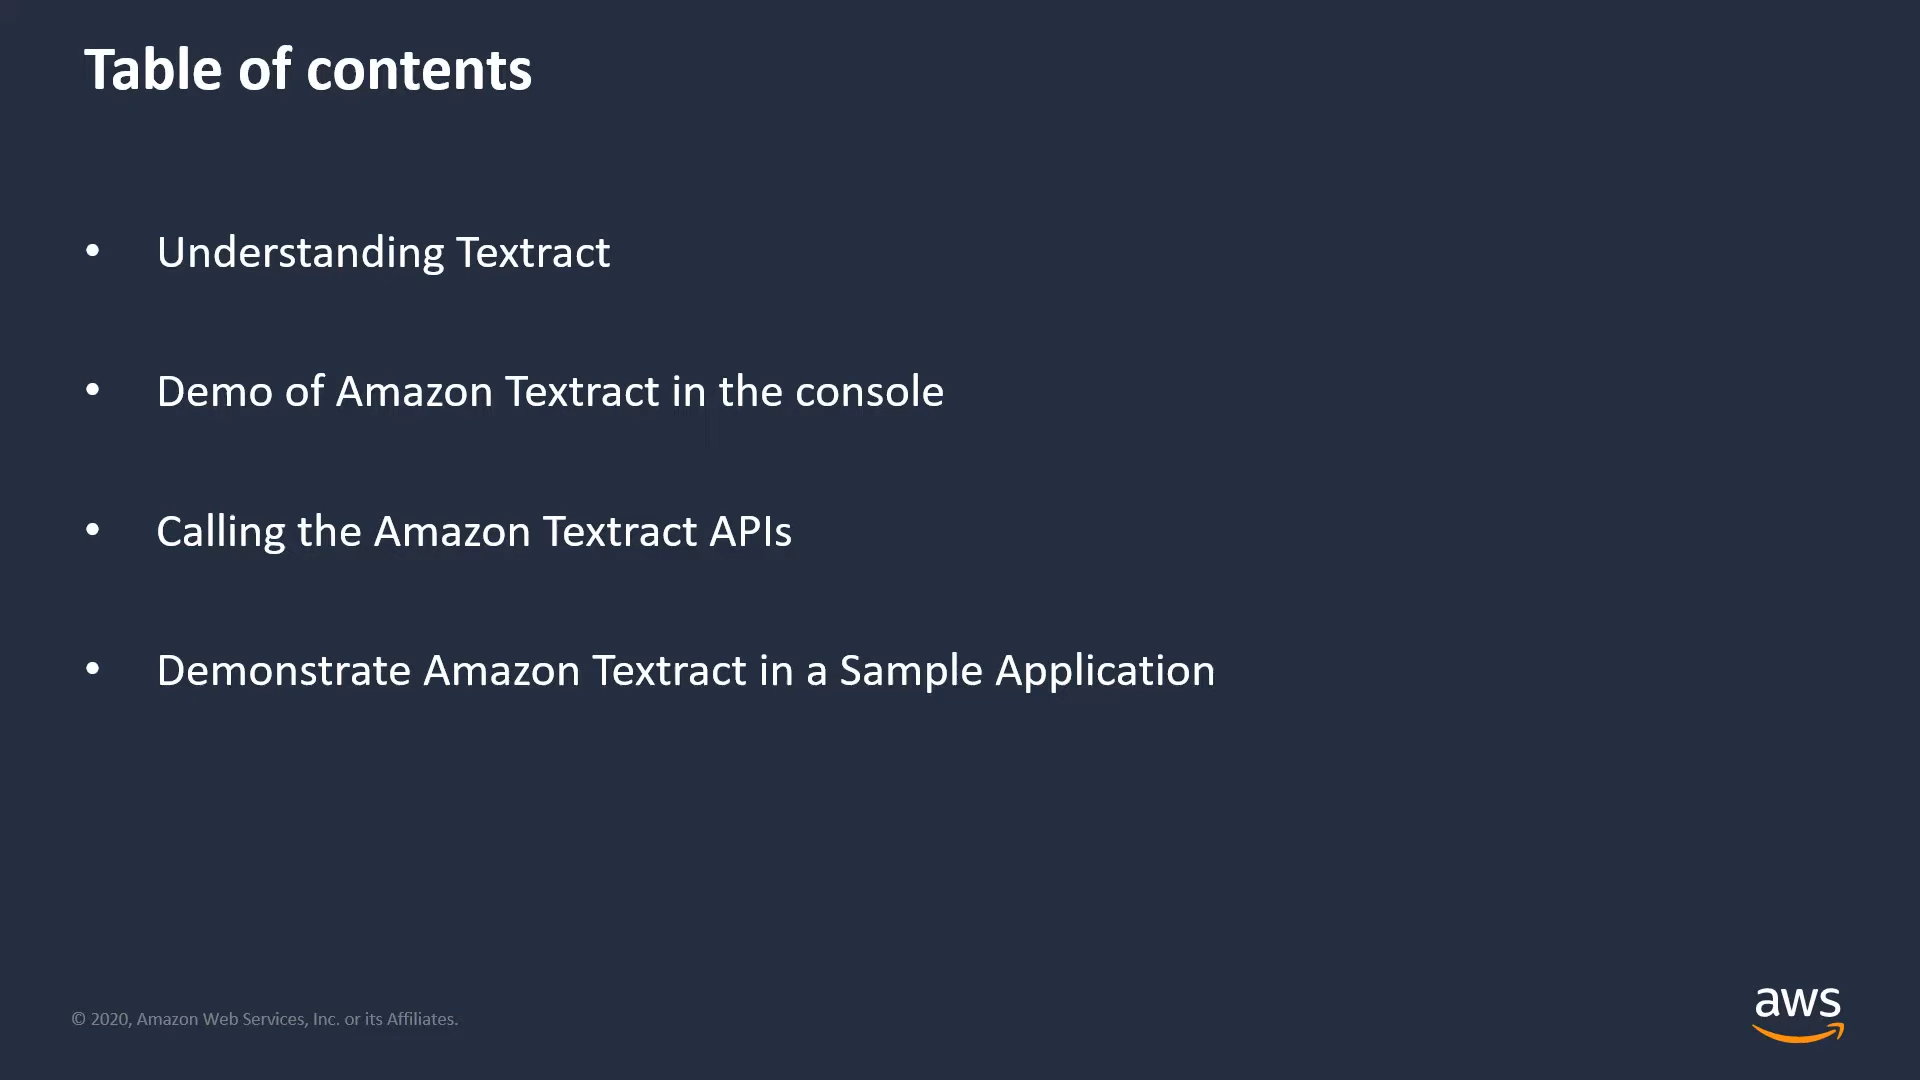 Table of contents
• Understanding Textract
• Demo of Amazon Textract in the console
• Calling the Amazon Textract APIs
• Demonstrate Amazon Textract in a Sample Application
© 2020, Amazon Web Services, Inc. or its Affiliates.
aws